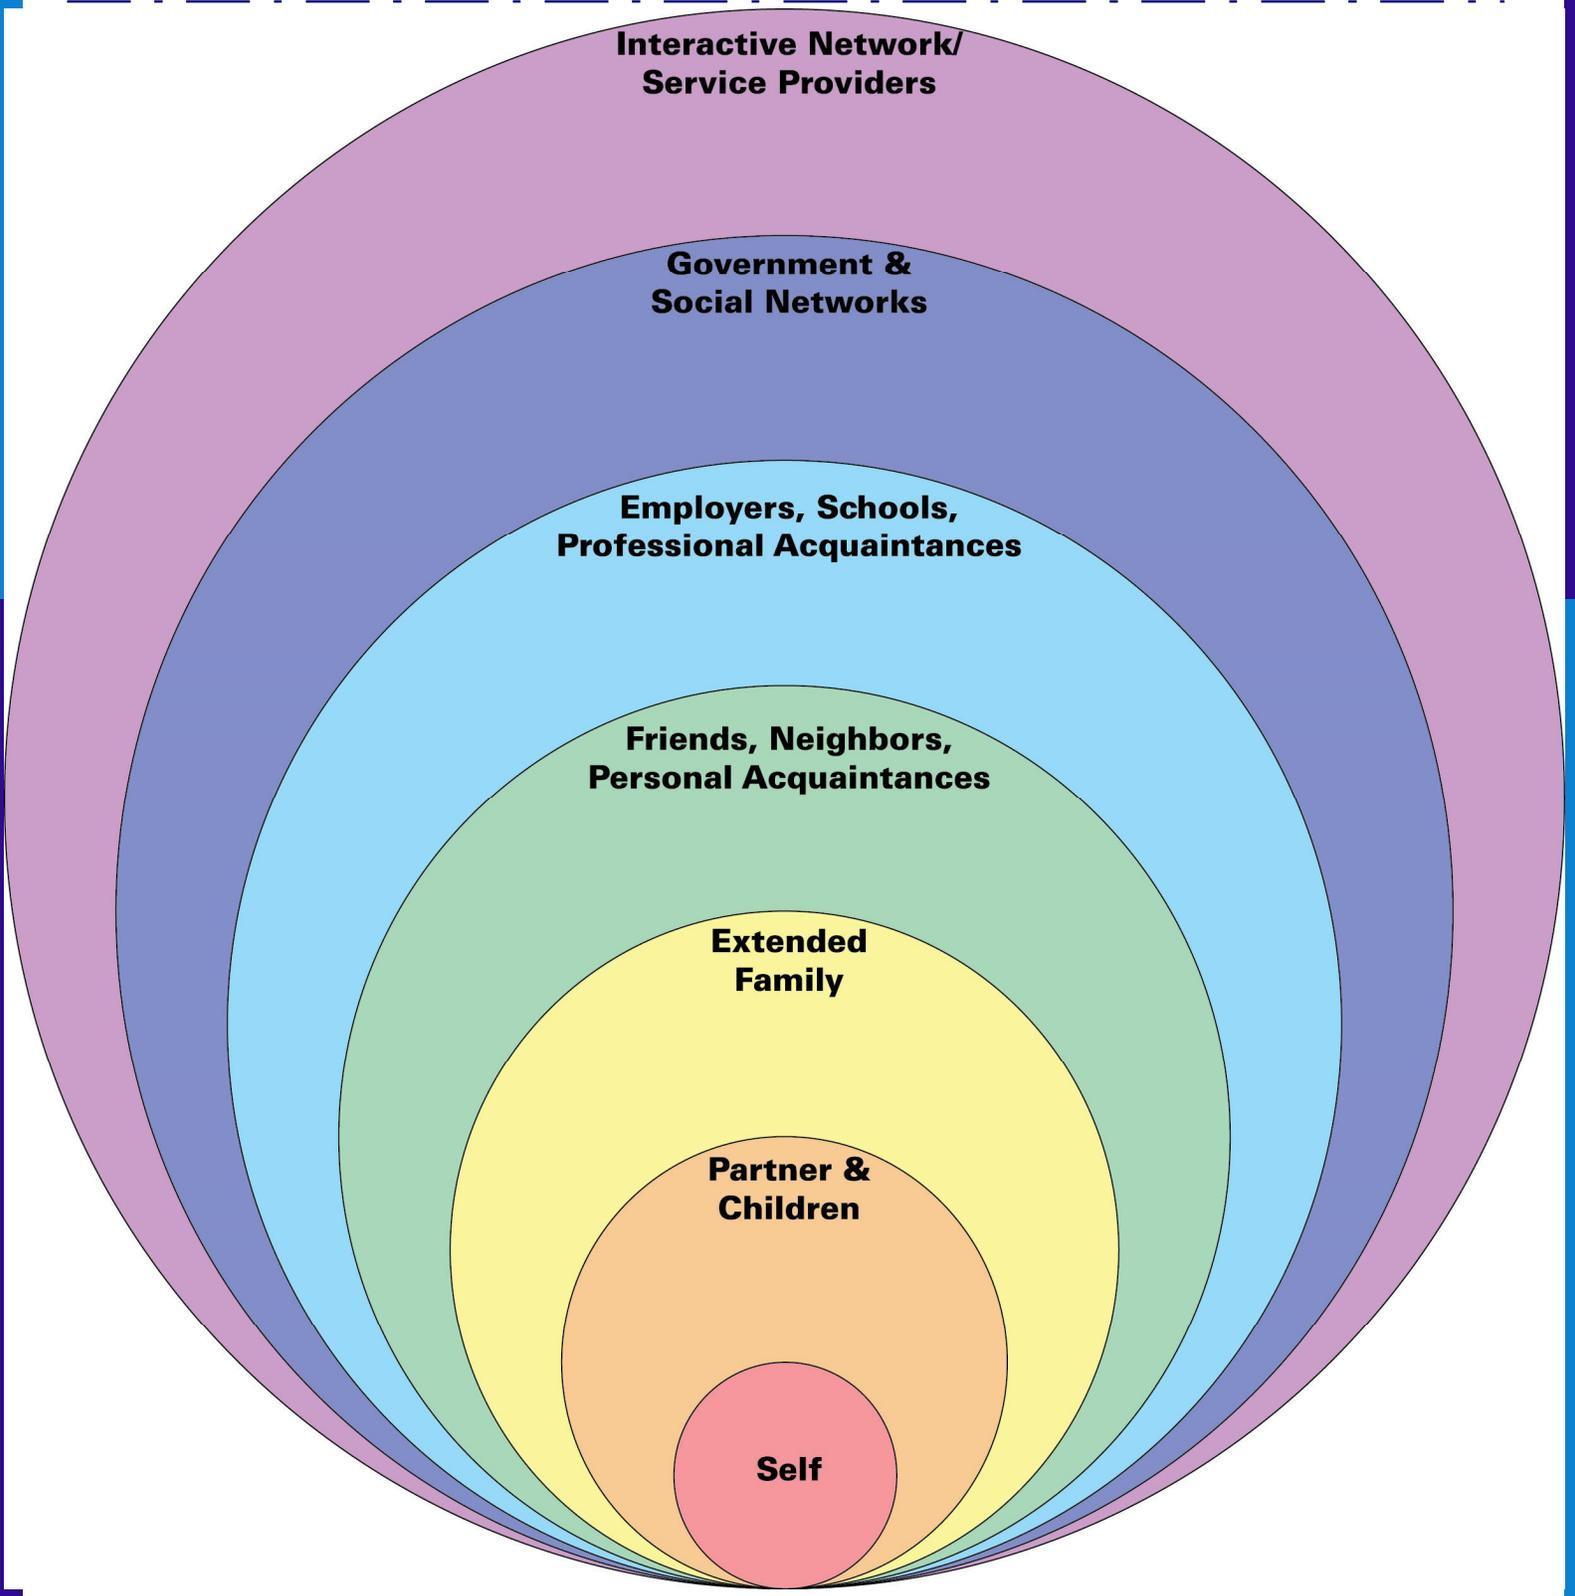 Interactive Network/
Service Providers
Government &
Social Networks
Employers, Schools,
Professional Acquaintances
Friends, Neighbors,
Personal Acquaintances
Extended
Family
Partner &
Children
Self